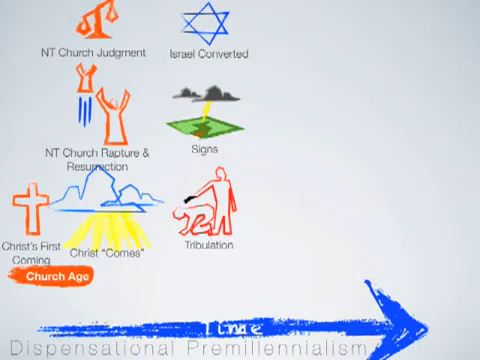 NT Church Judgment
Israel Converted
NT Church Rapture &
Resurrection
Signs
Christ's First
Coming
Christ "Comes"
Tribulation
Church Age
Time
Dispensational Premillennialism